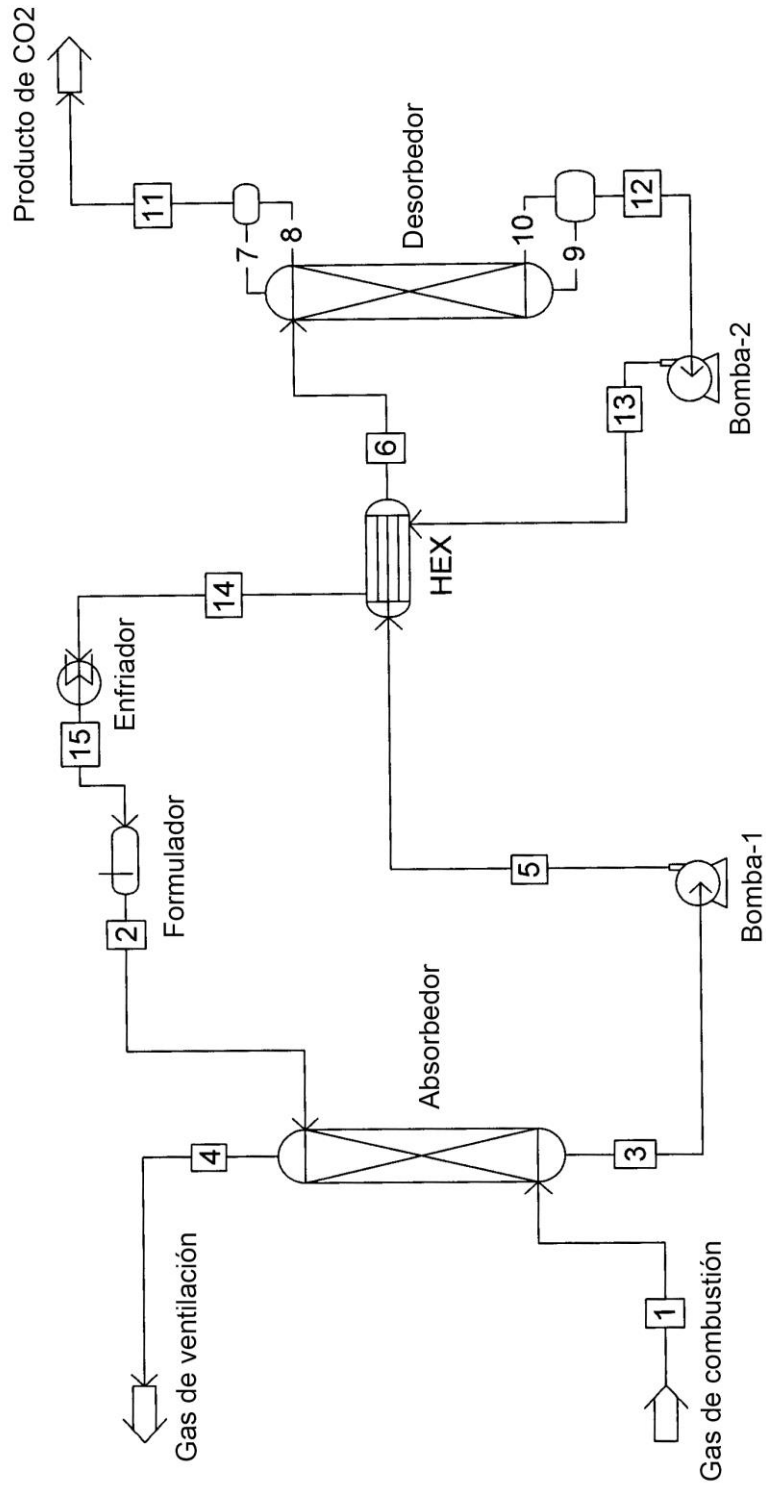 Producto de CO2
11
7
8
Desorbedor
10
9
12
13
Bomba-2
6
HEX
14
Enfriador
15
Formulador
2
5
Bomba-1
Absorbedor
4
Gas de ventilación
3
1
Gas de combustión